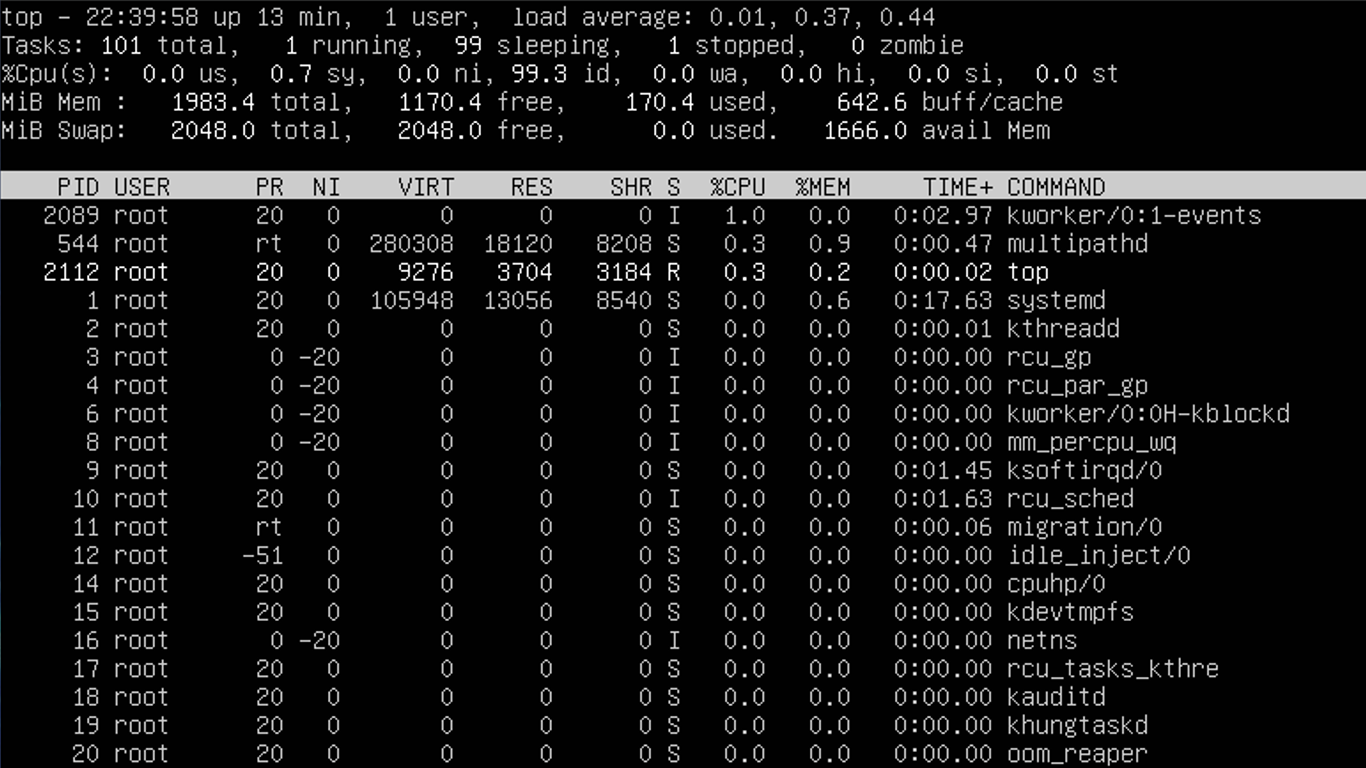 top - 22:39:58 up 13 min,  1 user,  load average: 0.01, 0.37, 0.44
Tasks: 101 total,   1 running,  99 sleeping,   1 stopped,   0 zombie
%Cpu(s):  0.0 us,  0.7 sy,  0.0 ni, 99.3 id,  0.0 wa,  0.0 hi,  0.0 si,  0.0 st
MiB Mem :   1983.4 total,   1170.4 free,    170.4 used,    642.6 buff/cache
MiB Swap:   2048.0 total,   2048.0 free,      0.0 used.   1666.0 avail Mem
PID USER      PR  NI    VIRT    RES    SHR S  %CPU  %MEM     TIME+ COMMAND
2089 root      20   0       0      0      0 I   1.0   0.0   0:02.97 kworker/0:1-events
544 root      rt   0  280308  18120   8208 S   0.3   0.9   0:00.47 multipathd
2112 root      20   0    9276   3704   3184 R   0.3   0.2   0:00.02 top
1 root      20   0  105948  13056   8540 S   0.0   0.6   0:17.63 systemd
2 root      20   0       0      0      0 S   0.0   0.0   0:00.01 kthreadd
3 root       0 -20       0      0      0 I   0.0   0.0   0:00.00 rcu_gp
4 root       0 -20       0      0      0 I   0.0   0.0   0:00.00 rcu_par_gp
6 root       0 -20       0      0      0 I   0.0   0.0   0:00.00 kworker/0:0H-kblockd
8 root       0 -20       0      0      0 I   0.0   0.0   0:00.00 mm_percpu_wq
9 root      20   0       0      0      0 S   0.0   0.0   0:01.45 ksoftirqd/0
10 root      20   0       0      0      0 I   0.0   0.0   0:01.63 rcu_sched
11 root      rt   0       0      0      0 S   0.0   0.0   0:00.06 migration/0
12 root     -51   0       0      0      0 S   0.0   0.0   0:00.00 idle_inject/0
14 root      20   0       0      0      0 S   0.0   0.0   0:00.00 cpuhp/0
15 root      20   0       0      0      0 S   0.0   0.0   0:00.00 kdevtmpfs
16 root       0 -20       0      0      0 I   0.0   0.0   0:00.00 netns
17 root      20   0       0      0      0 S   0.0   0.0   0:00.00 rcu_tasks_kthre
18 root      20   0       0      0      0 S   0.0   0.0   0:00.00 kauditd
19 root      20   0       0      0      0 S   0.0   0.0   0:00.00 khungtaskd
20 root      20   0       0      0      0 S   0.0   0.0   0:00.00 oom_reaper